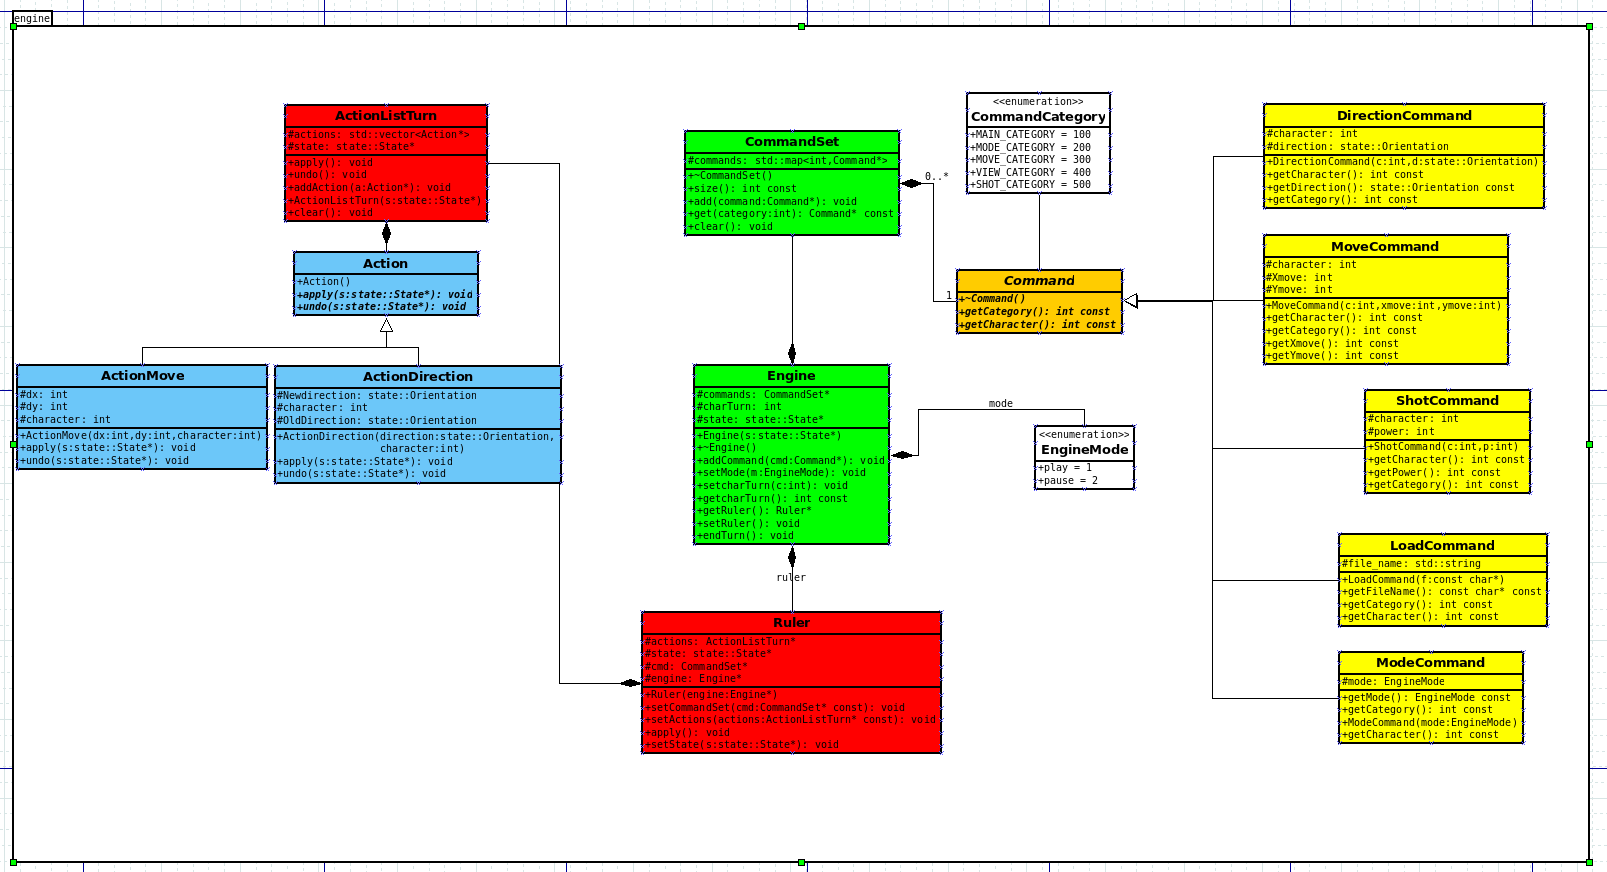 engine
ActionListTurn
#actions: std::vector<Action*>
#state: state::State*
+apply(): void
+undo(): void
+addAction(a:Action*): void
+ActionListTurn(s:state::State*)
+clear(): void
Action
+Action()
+apply(s:state::State*): void
+undo(s:state::State*): void
ActionMove
#dx: int
#dy: int
#character: int
+ActionMove(dx:int,dy:int,character:int)
+apply(s:state::State*): void
+undo(s:state::State*): void
ActionDirection
#Newdirection: state::Orientation
#character: int
#OldDirection: state::Orientation
+ActionDirection(direction:state::Orientation,
character:int)
+apply(s:state::State*): void
+undo(s:state::State*): void
CommandSet
#commands: std::map<int,Command*>
+~CommandSet()
+size(): int const
+add(command:Command*): void
+get(category:int): Command* const
+clear(): void
0..*
1
<<enumeration>>
CommandCategory
+MAIN_CATEGORY = 100
+MODE_CATEGORY = 200
+MOVE_CATEGORY = 300
+VIEW_CATEGORY = 400
+SHOT_CATEGORY = 500
Command
+~Command()
+getCategory(): int const
+getCharacter(): int const
Engine
#commands: CommandSet*
#charTurn: int
#state: state::State*
+Engine(s:state::State*)
+~Engine()
+addCommand(cmd:Command*): void
+setMode(m:EngineMode): void
+setcharTurn(c:int): void
+getcharTurn(): int const
+getRuler(): Ruler*
+setRuler(): void
+endTurn(): void
mode
<<enumeration>>
EngineMode
+play = 1
+pause = 2
ruler
Ruler
#actions: ActionListTurn*
#state: state::State*
#cmd: CommandSet*
#engine: Engine*
+Ruler(engine:Engine*)
+setCommandSet(cmd:CommandSet* const): void
+setActions(actions:ActionListTurn* const): void
+apply(): void
+setState(s:state::State*): void
DirectionCommand
#character: int
#direction: state::Orientation
+DirectionCommand(c:int,d:state::Orientation)
+getCharacter(): int const
+getDirection(): state::Orientation const
+getCategory(): int const
MoveCommand
#character: int
#Xmove: int
#Ymove: int
+MoveCommand(c:int,xmove:int,ymove:int)
+getCharacter(): int const
+getCategory(): int const
+getXmove(): int const
+getYmove(): int const
ShotCommand
#character: int
#power: int
+ShotCommand(c:int,p:int)
+getCharacter(): int const
+getPower(): int const
+getCategory(): int const
LoadCommand
#file_name: std::string
+LoadCommand(f:const char*)
+getFileName(): const char* const
+getCategory(): int const
+getCharacter(): int const
ModeCommand
#mode: EngineMode
+getMode(): EngineMode const
+getCategory(): int const
+ModeCommand(mode:EngineMode)
+getCharacter(): int const